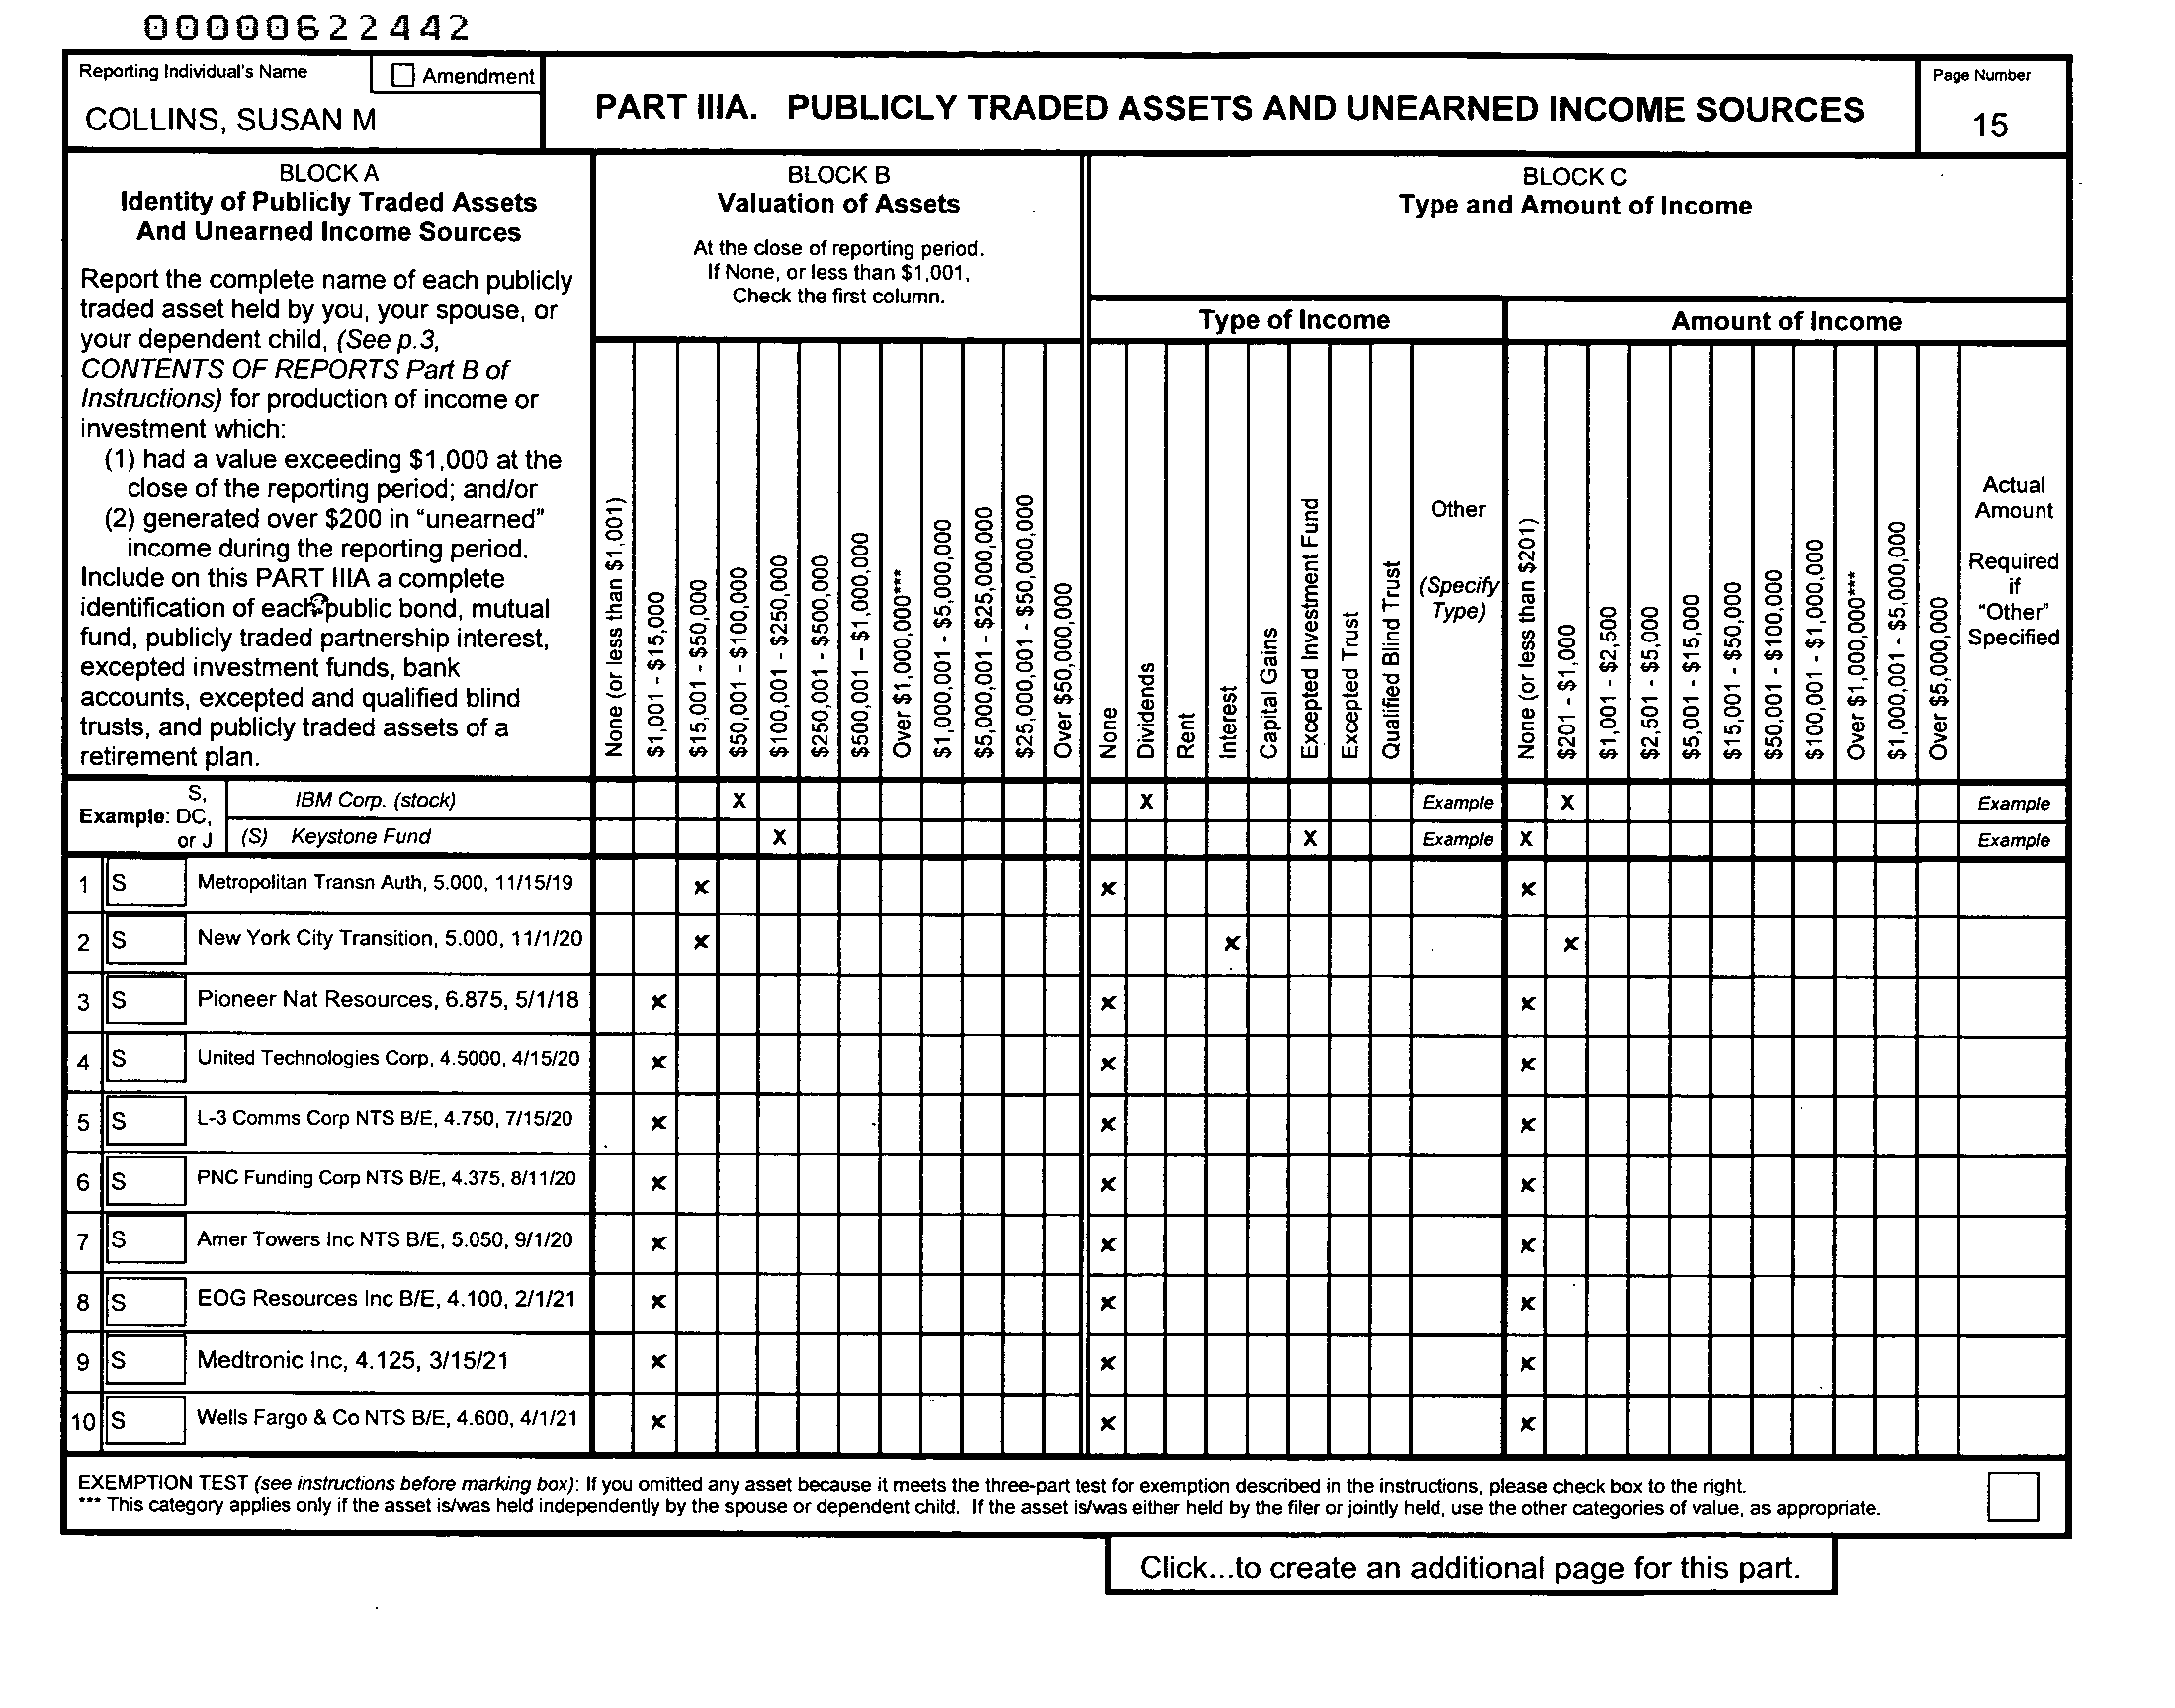 00000622442
Reporting Individual's Name
Amendment
COLLINS, SUSAN M
PART IIIA. PUBLICLY TRADED ASSETS AND UNEARNED INCOME SOURCES
Page Number
15
BLOCK A
Identity of Publicly Traded Assets
And Unearned Income Sources
Report the complete name of each publicly
traded asset held by you, your spouse, or
your dependent child, (See p.3,
CONTENTS OF REPORTS Part B of
Instructions) for production of income or
investment which:
(1) had a value exceeding $1,000 at the
close of the reporting period; and/or
(2) generated over $200 in "unearned"
income during the reporting period.
Include on this PART IIIA a complete
identification of each public bond, mutual
fund, publicly traded partnership interest,
excepted investment funds, bank
accounts, excepted and qualified blind
trusts, and publicly traded assets of a
retirement plan.
BLOCK B
Valuation of Assets
At the close of reporting period.
If None, or less than $1,001,
Check the first column.
None (or less than $1,001)
$1,001 - $15,000
$15,001 - $50,000
$50,001 - $100,000
$100,001 - $250,000
$250,001 - $500,000
$500,001 – $1,000,000
Over $1,000,000***
$1,000,001 - $5,000,000
$5,000,001 - $25,000,000
$25,000,001 - $50,000,000
Over $50,000,000
BLOCK C
Type and Amount of Income
Type of Income
None
Dividends
Rent
Interest
Capital Gains
Excepted Investment Fund
Excepted Trust
Qualified Blind Trust
Other
(Specify
Type)
Amount of Income
None (or less than $201)
$201 - $1,000
$1,001 - $2,500
$2,501 - $5,000
$5,001 - $15,000
$15,001 - $50,000
$50,001 - $100,000
$100,001 - $1,000,000
Over $1,000,000***
$1,000,001 - $5,000,000
Over $5,000,000
Actual
Amount
Required
if
"Other"
Specified
Example: S, DC, or J
IBM Corp. (stock) X X Example X Example
(S) Keystone Fund X X Example X Example
1 S Metropolitan Transn Auth, 5.000, 11/15/19 x x x
2 S New York City Transition, 5.000, 11/1/20 x x x
3 S Pioneer Nat Resources, 6.875, 5/1/18 x x x
4 S United Technologies Corp, 4.5000, 4/15/20 x x x
5 S L-3 Comms Corp NTS B/E, 4.750, 7/15/20 x x x
6 S PNC Funding Corp NTS B/E, 4.375, 8/11/20 x x x
7 S Amer Towers Inc NTS B/E, 5.050, 9/1/20 x x x
8 S EOG Resources Inc B/E, 4.100, 2/1/21 x x x
9 S Medtronic Inc, 4.125, 3/15/21 x x x
10 S Wells Fargo & Co NTS B/E, 4.600, 4/1/21 x x x
EXEMPTION TEST (see instructions before marking box): If you omitted any asset because it meets the three-part test for exemption described in the instructions, please check box to the right.
*** This category applies only if the asset is/was held independently by the spouse or dependent child. If the asset is/was either held by the filer or jointly held, use the other categories of value, as appropriate.
Click...to create an additional page for this part.